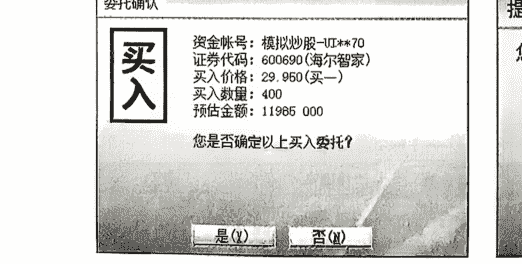 委托确认
买入
资金帐号：模拟炒股-UT**70
证券代码：600690(海尔智家)
买入价格：29.950(买一)
买入数量：400
预估金额：11965 000
您是否确定以上买入委托？
是(Y)
否(N)
提